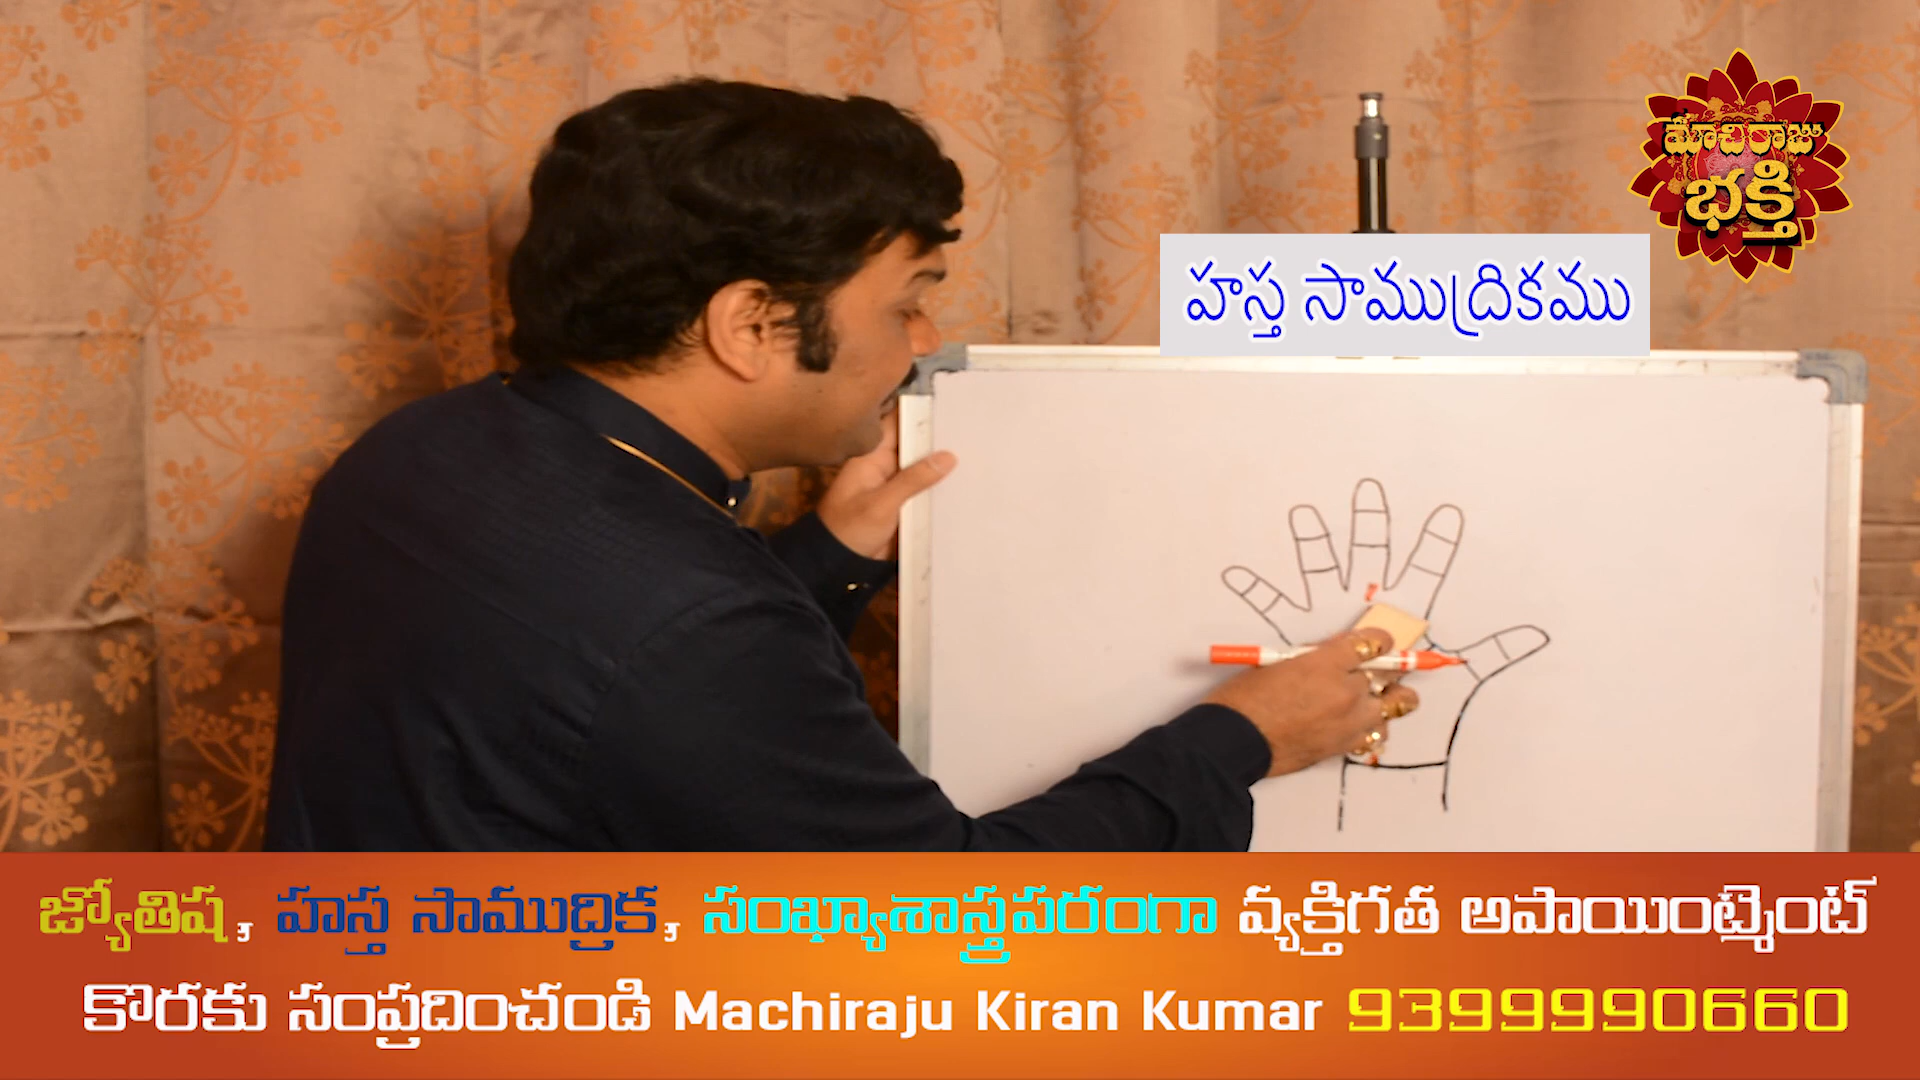 మాచిరాజు
భక్తి
హస్త సాముద్రికము
జ్యోతిష, హస్త సాముద్రిక, సంఖ్యాశాస్త్రపరంగా వ్యక్తిగత అపాయింట్మెంట్
కొరకు సంప్రదించండి Machiraju Kiran Kumar 9399990660